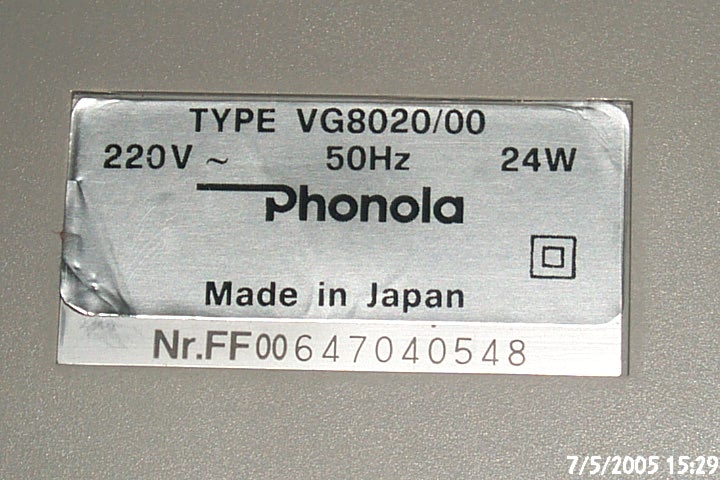 TYPE VG8020/00
220V ~ 50Hz 24W
Phonola
Made in Japan
Nr.FF00647040548
7/5/2005 15:29